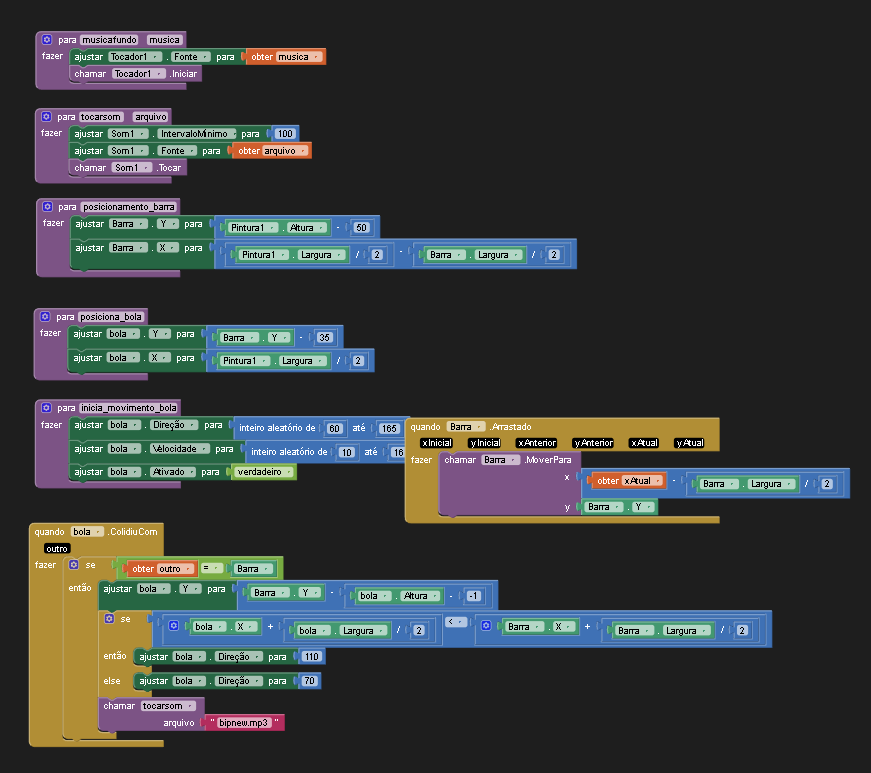 para musicafundo musica
fazer ajustar Tocador1 . Fonte para obter musica
chamar Tocador1 .Iniciar
para tocarsom arquivo
fazer ajustar Som1 . IntervaloMínimo para 100
ajustar Som1 . Fonte para obter arquivo
chamar Som1 .Tocar
para posicionamento_barra
fazer ajustar Barra . Y para Pintura1 . Altura - 50
ajustar Barra . X para Pintura1 . Largura / 2 - Barra . Largura / 2
para posiciona_bola
fazer ajustar bola . Y para Barra . Y - 35
ajustar bola . X para Pintura1 . Largura / 2
para inicia_movimento_bola
fazer ajustar bola . Direção para inteiro aleatório de 60 até 165
ajustar bola . Velocidade para inteiro aleatório de 10 até 16
ajustar bola . Ativado para verdadeiro
quando Barra .Arrastado
xInicial yInicial xAnterior yAnterior xAtual yAtual
fazer chamar Barra .MoverPara
x obter xAtual - Barra . Largura / 2
y Barra . Y
quando bola .ColidiuCom
outro
fazer se obter outro = Barra
então ajustar bola . Y para Barra . Y - bola . Altura - -1
se bola . X + bola . Largura / 2 < Barra . X + Barra . Largura / 2
então ajustar bola . Direção para 110
else ajustar bola . Direção para 70
chamar tocarsom
arquivo " bipnew.mp3 "